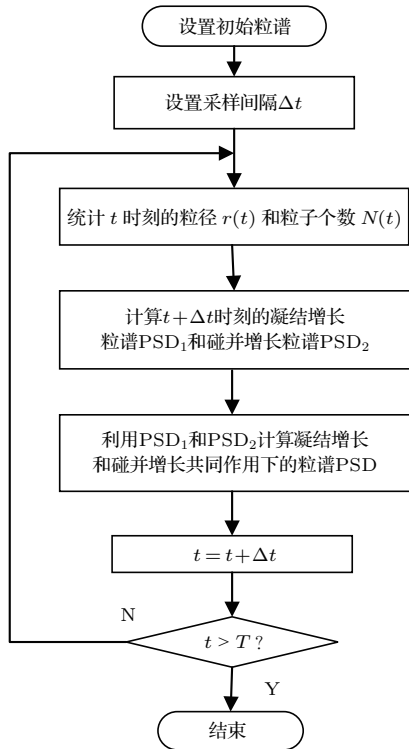 设置初始粒谱
设置采样间隔Δt
统计 t 时刻的粒径 r(t) 和粒子个数 N(t)
计算t+Δt时刻的凝结增长
粒谱PSD₁和碰并增长粒谱PSD₂
利用PSD₁和PSD₂计算凝结增长
和碰并增长共同作用下的粒谱PSD
t = t+Δt
N
t > T ?
Y
结束